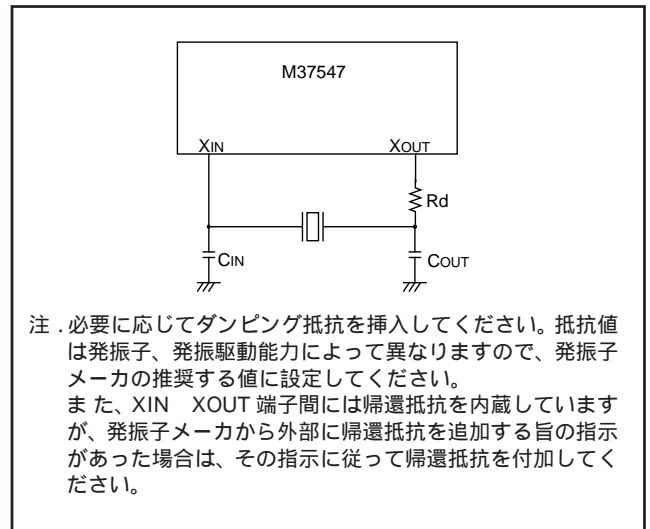 M37547
XIN XOUT
Rd
CIN COUT
注．必要に応じてダンピング抵抗を挿入してください。抵抗値
は発振子、発振駆動能力によって異なりますので、発振子
メーカの推奨する値に設定してください。
また、XIN　XOUT 端子間には帰還抵抗を内蔵しています
が、発振子メーカから外部に帰還抵抗を追加する旨の指示
があった場合は、その指示に従って帰還抵抗を付加してく
ださい。